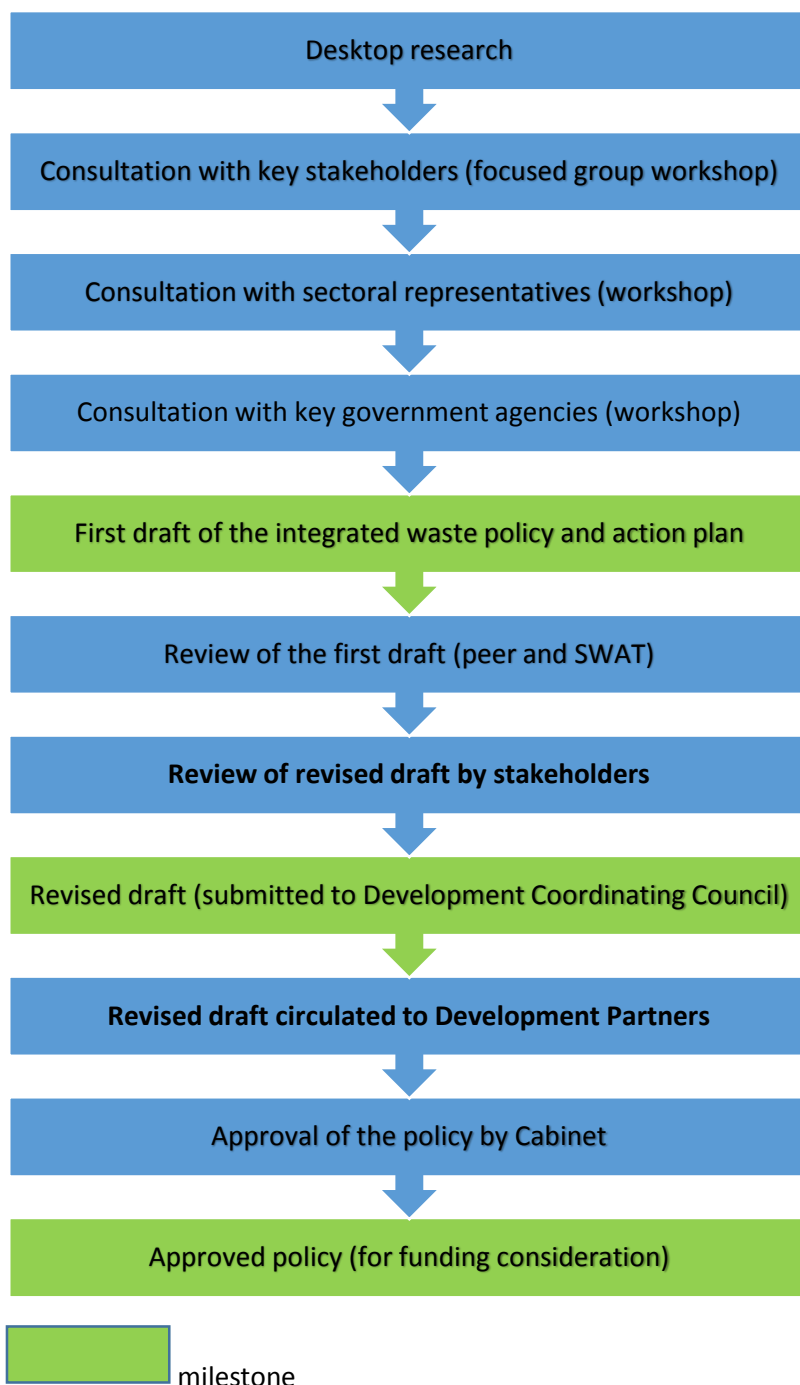 Desktop research
Consultation with key stakeholders (focused group workshop)
Consultation with sectoral representatives (workshop)
Consultation with key government agencies (workshop)
First draft of the integrated waste policy and action plan
Review of the first draft (peer and SWAT)
Review of revised draft by stakeholders
Revised draft (submitted to Development Coordinating Council)
Revised draft circulated to Development Partners
Approval of the policy by Cabinet
Approved policy (for funding consideration)
milestone